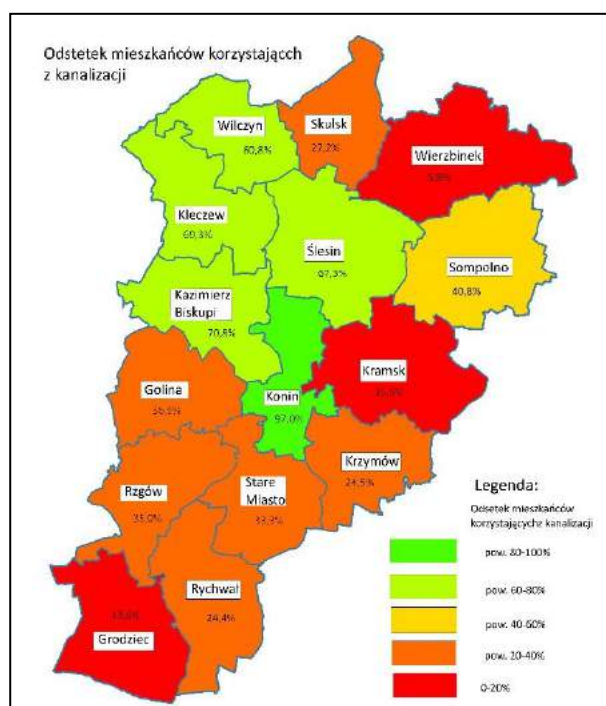 Odstetek mieszkańców korzystającch
z kanalizacji
Wilczyn
60,8%
Skulsk
27,2%
Wierzbinek
Kleczew
69,3%
Ślesin
67,3%
Sompolno
40,8%
Kazimierz
Biskupi
70,8%
Golina
Konin
97,0%
Kramsk
Krzymów
24,5%
Rzgów
33,0%
Stare
Miasto
33,3%
Rychwał
24,4%
Grodziec
Legenda:
Odsetek mieszkańców
korzystającychz kanalizacji
pow. 80-100%
pow. 60-80%
pow. 40-60%
pow. 20-40%
0-20%